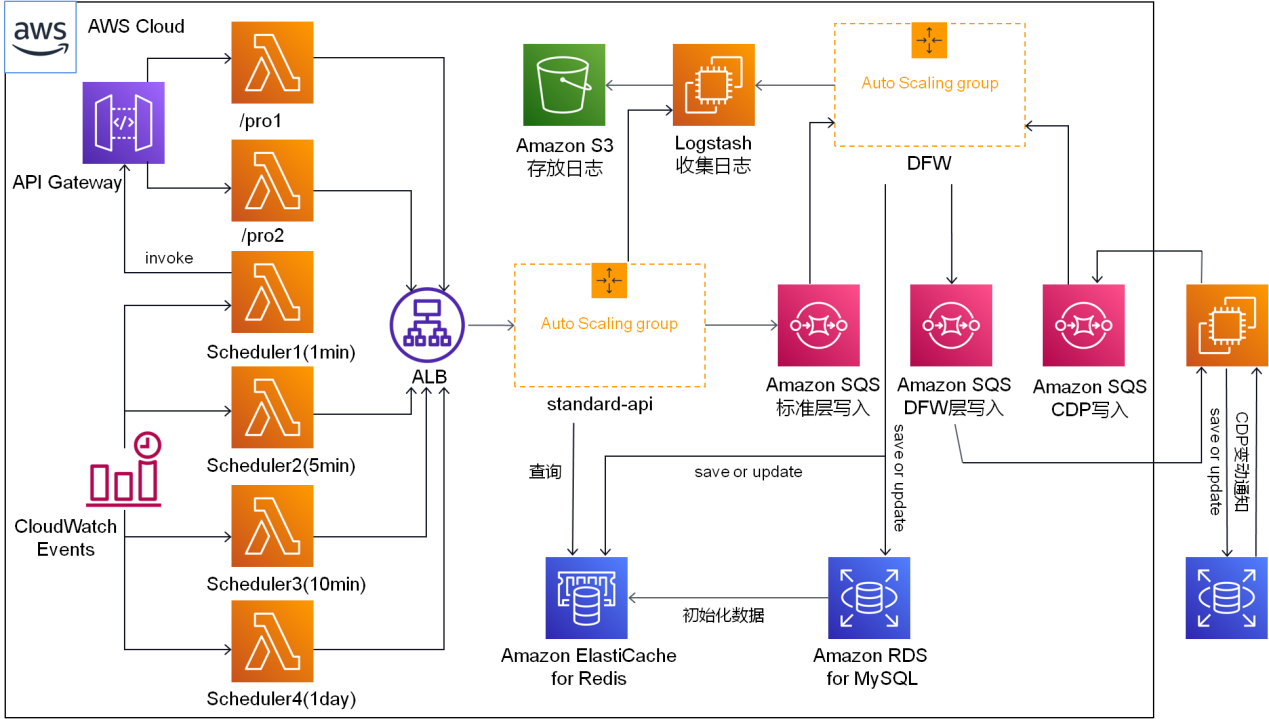 aws
AWS Cloud
/pro1
API Gateway
/pro2
invoke
Scheduler1(1min)
Scheduler2(5min)
CloudWatch
Events
Scheduler3(10min)
Scheduler4(1day)
ALB
Amazon S3
存放日志
Logstash
收集日志
Auto Scaling group
DFW
Auto Scaling group
standard-api
Amazon SQS
标准层写入
Amazon SQS
DFW层写入
Amazon SQS
CDP写入
查询
save or update
save or update
save or update
CDP变动通知
初始化数据
Amazon ElastiCache
for Redis
Amazon RDS
for MySQL